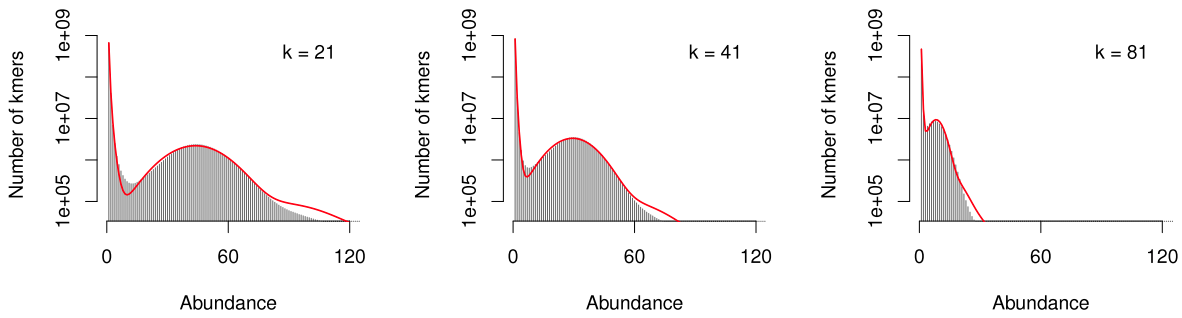 Number of kmers
1e+05 1e+07 1e+09
k = 21
0 60 120
Abundance
Number of kmers
1e+05 1e+07 1e+09
k = 41
0 60 120
Abundance
Number of kmers
1e+05 1e+07 1e+09
k = 81
0 60 120
Abundance